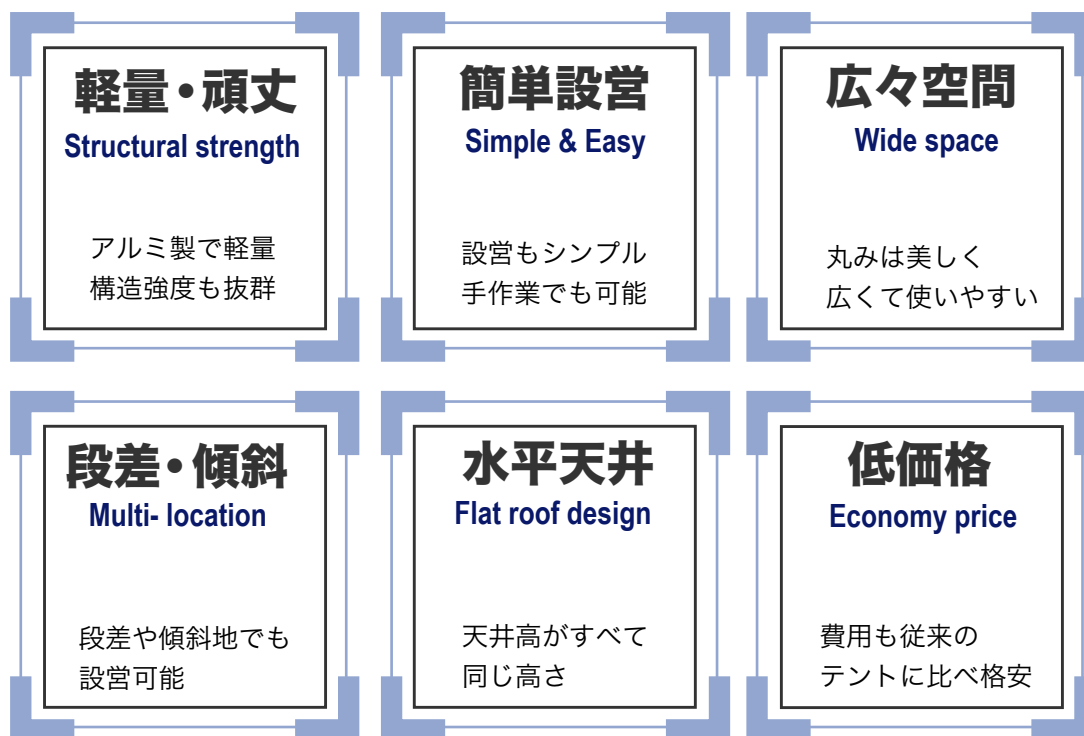 軽量・頑丈
Structural strength
アルミ製で軽量
構造強度も抜群
簡単設営
Simple & Easy
設営もシンプル
手作業でも可能
広々空間
Wide space
丸みは美しく
広くて使いやすい
段差・傾斜
Multi- location
段差や傾斜地でも
設営可能
水平天井
Flat roof design
天井高がすべて
同じ高さ
低価格
Economy price
費用も従来の
テントに比べ格安